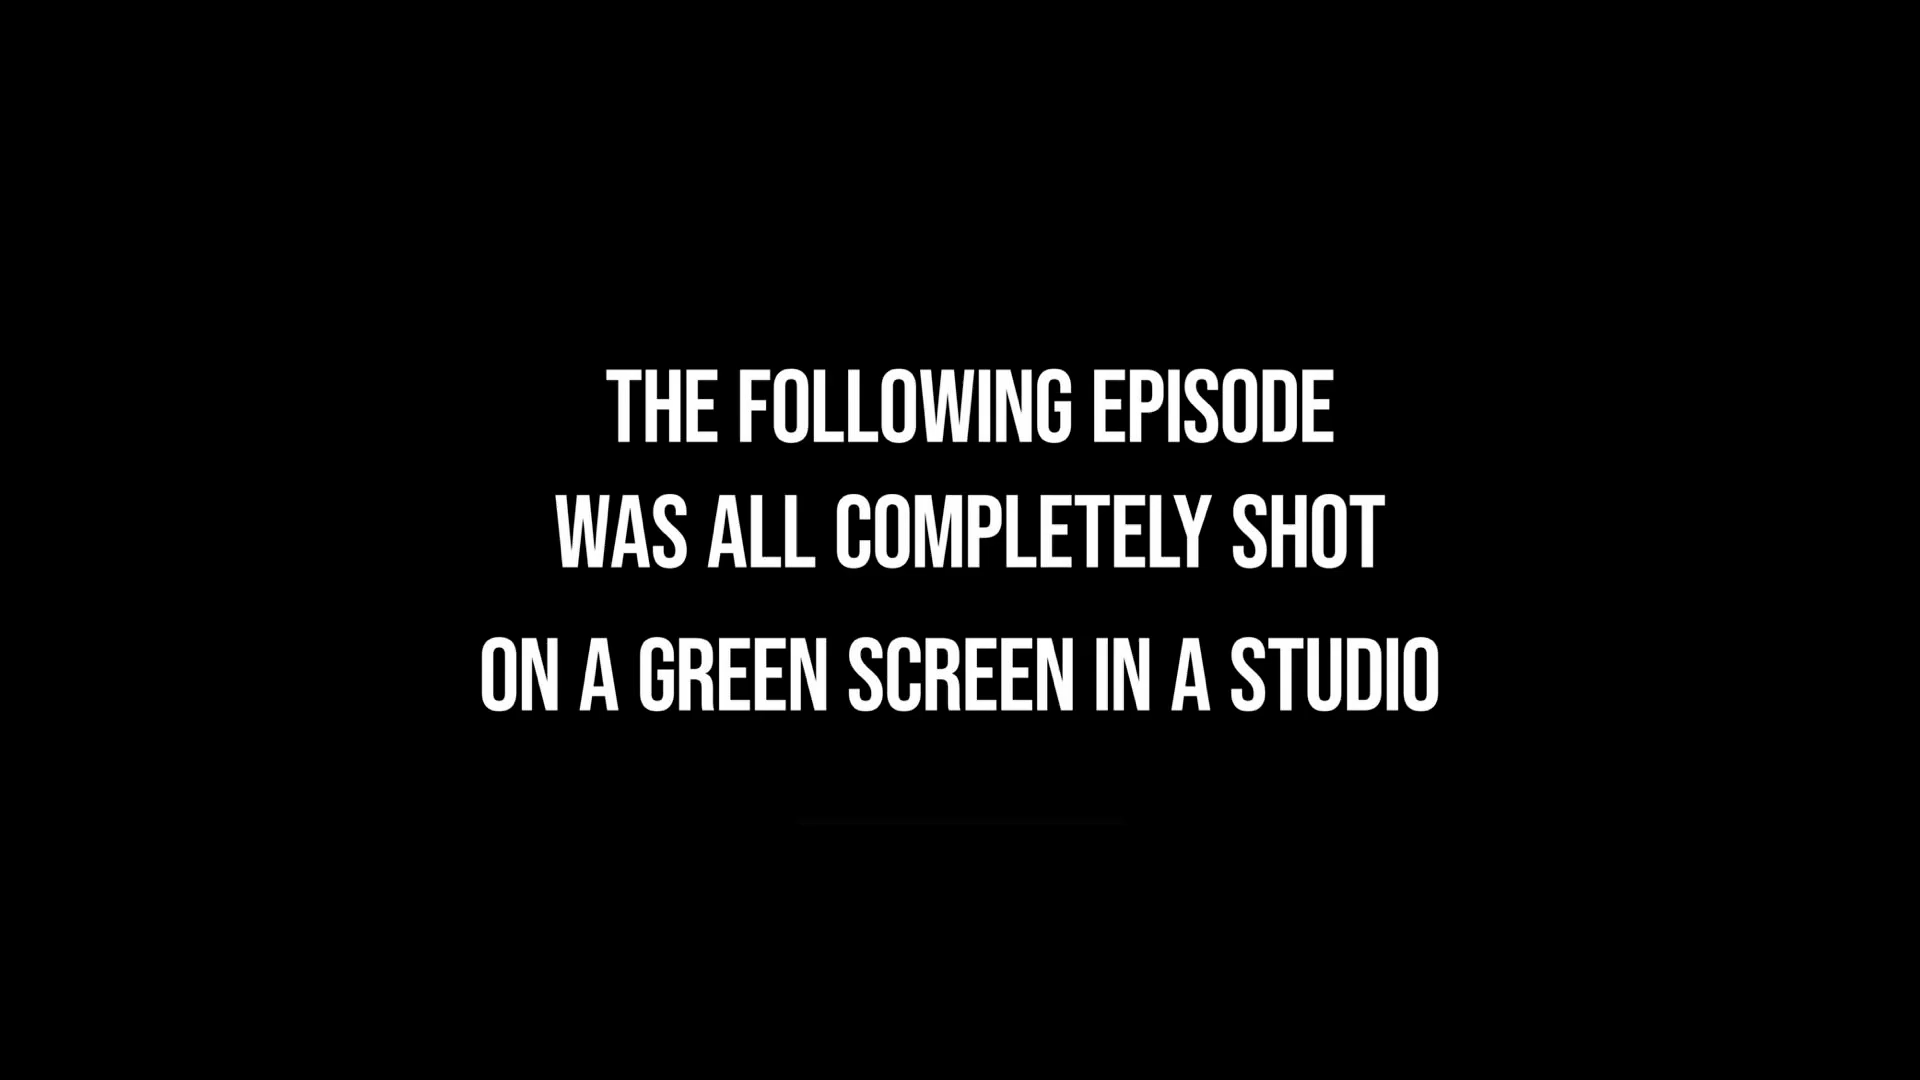 THE FOLLOWING EPISODE
WAS ALL COMPLETELY SHOT
ON A GREEN SCREEN IN A STUDIO